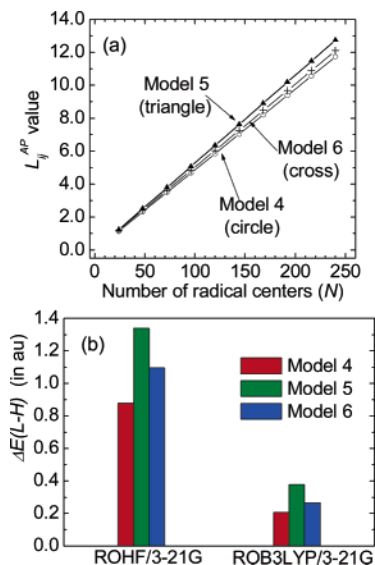 (a)
14.0
12.0
10.0
8.0
6.0
4.0
2.0
0.0
L_ij^AP value
Model 5
(triangle)
Model 6
(cross)
Model 4
(circle)
0 50 100 150 200 250
Number of radical centers (N)
(b)
1.4
1.2
1.0
0.8
0.6
0.4
0.2
0.0
ΔE(L-H) (in au)
Model 4
Model 5
Model 6
ROHF/3-21G ROB3LYP/3-21G